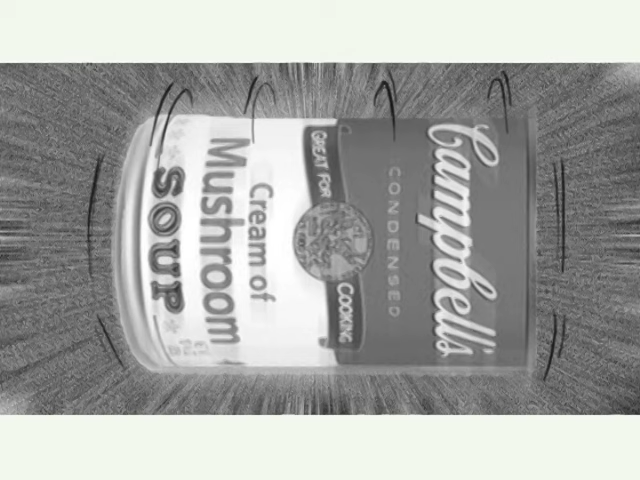 Campbell's
CONDENSED
GREAT FOR COOKING
Cream of
Mushroom
SOUP